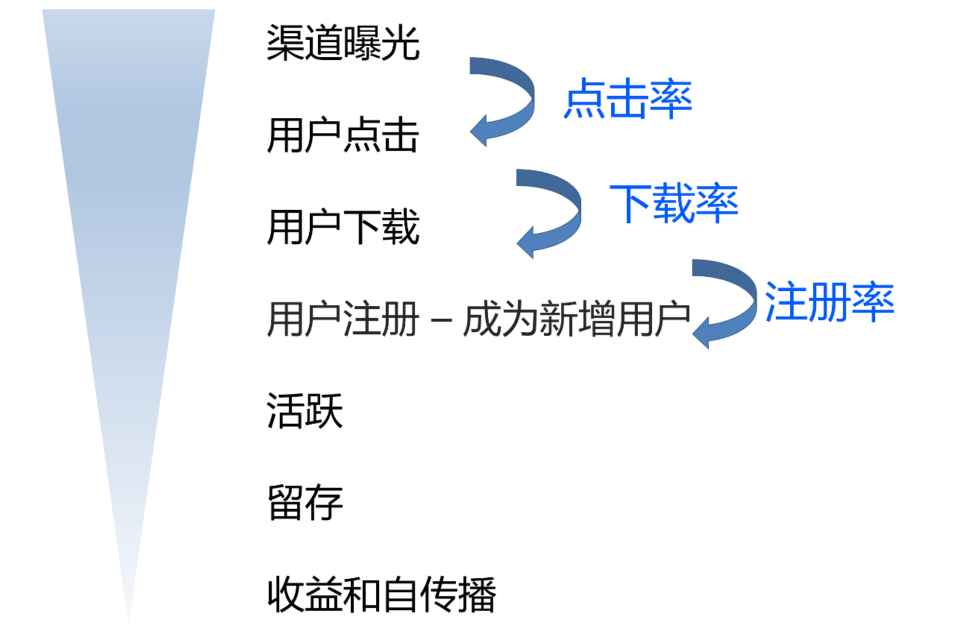 渠道曝光
点击率
用户点击
下载率
用户下载
注册率
用户注册 – 成为新增用户
活跃
留存
收益和自传播